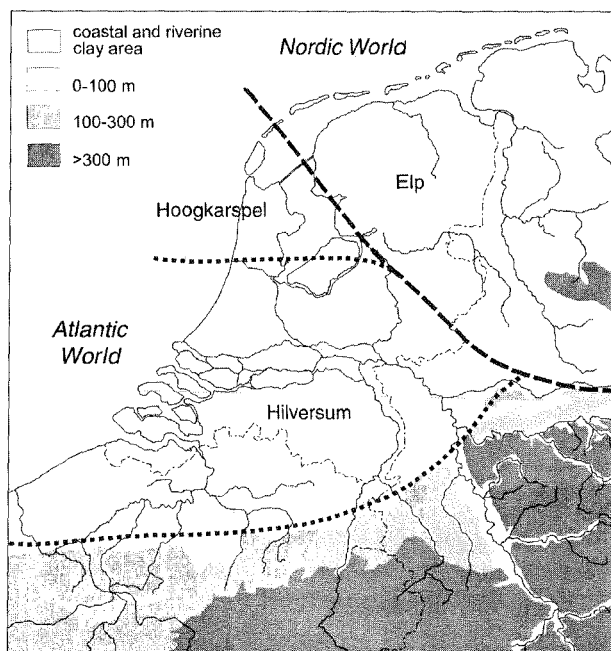 coastal and riverine
clay area
0-100 m
100-300 m
>300 m
Nordic World
Elp
Hoogkarspel
Atlantic
World
Hilversum